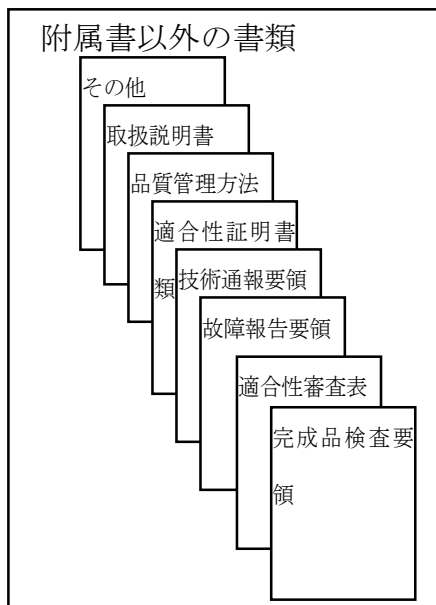 附属書以外の書類
その他
取扱説明書
品質管理方法
適合性証明書
類
技術通報要領
故障報告要領
適合性審査表
完成品検査要
領